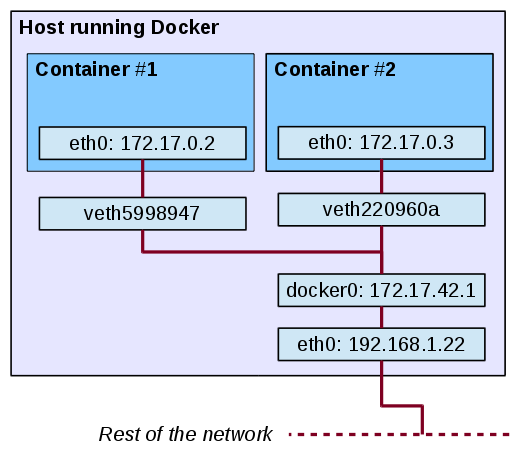 Host running Docker
Container #1
Container #2
eth0: 172.17.0.2
eth0: 172.17.0.3
veth5998947
veth220960a
docker0: 172.17.42.1
eth0: 192.168.1.22
Rest of the network